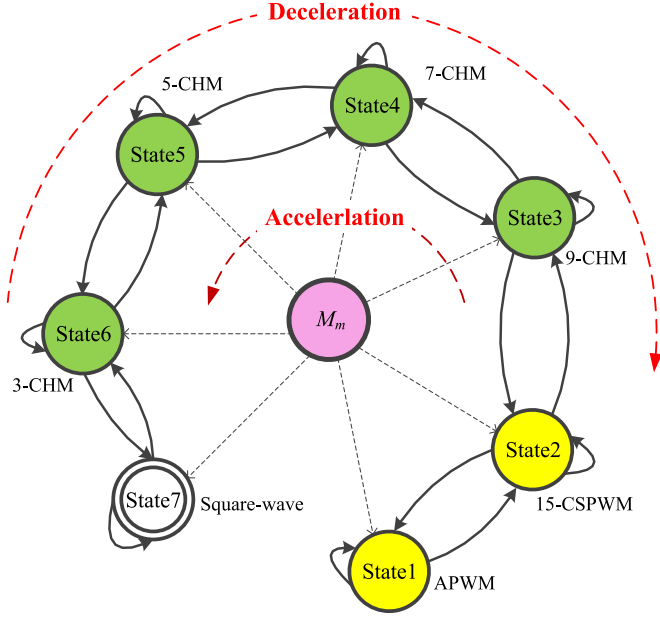 Deceleration
7-CHM
State4
5-CHM
State5
State3
Accelerlation
9-CHM
M_m
State6
3-CHM
State2
State7
Square-wave
15-CSPWM
State1
APWM